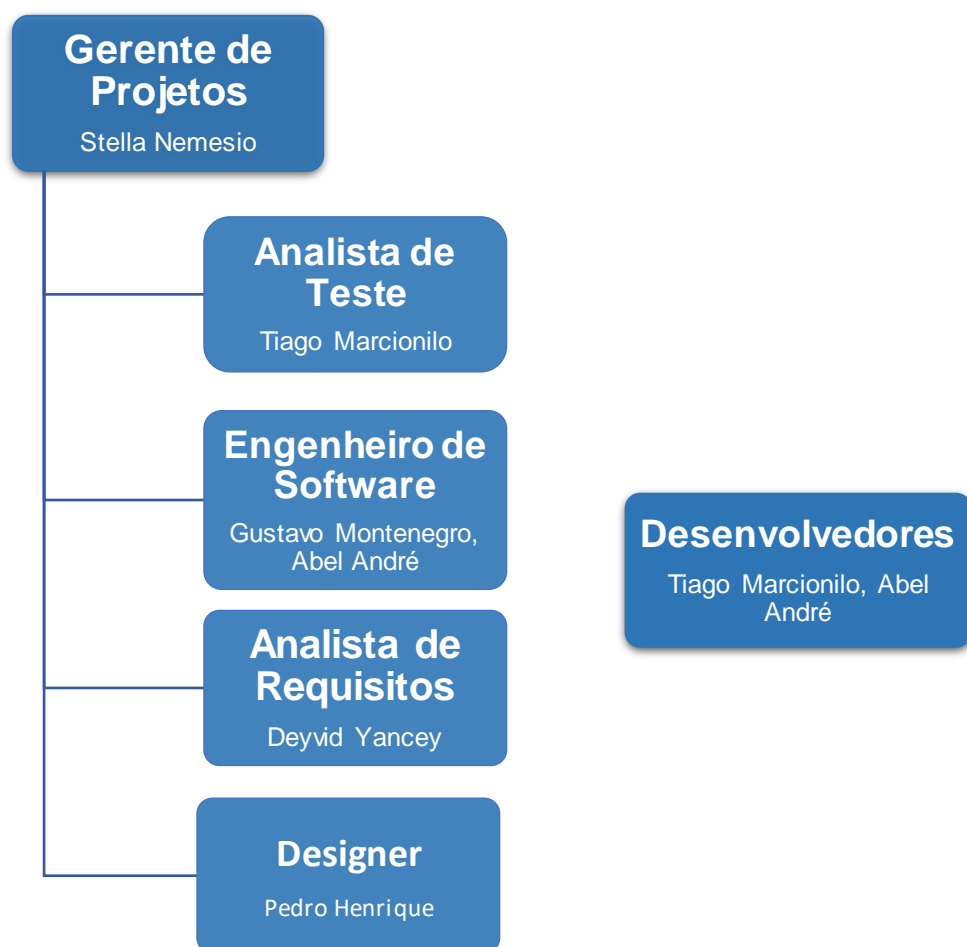 Gerente de
Projetos
Stella Nemesio
Analista de
Teste
Tiago Marcionilo
Engenheiro de
Software
Gustavo Montenegro,
Abel André
Desenvolvedores
Tiago Marcionilo, Abel
André
Analista de
Requisitos
Deyvid Yancey
Designer
Pedro Henrique